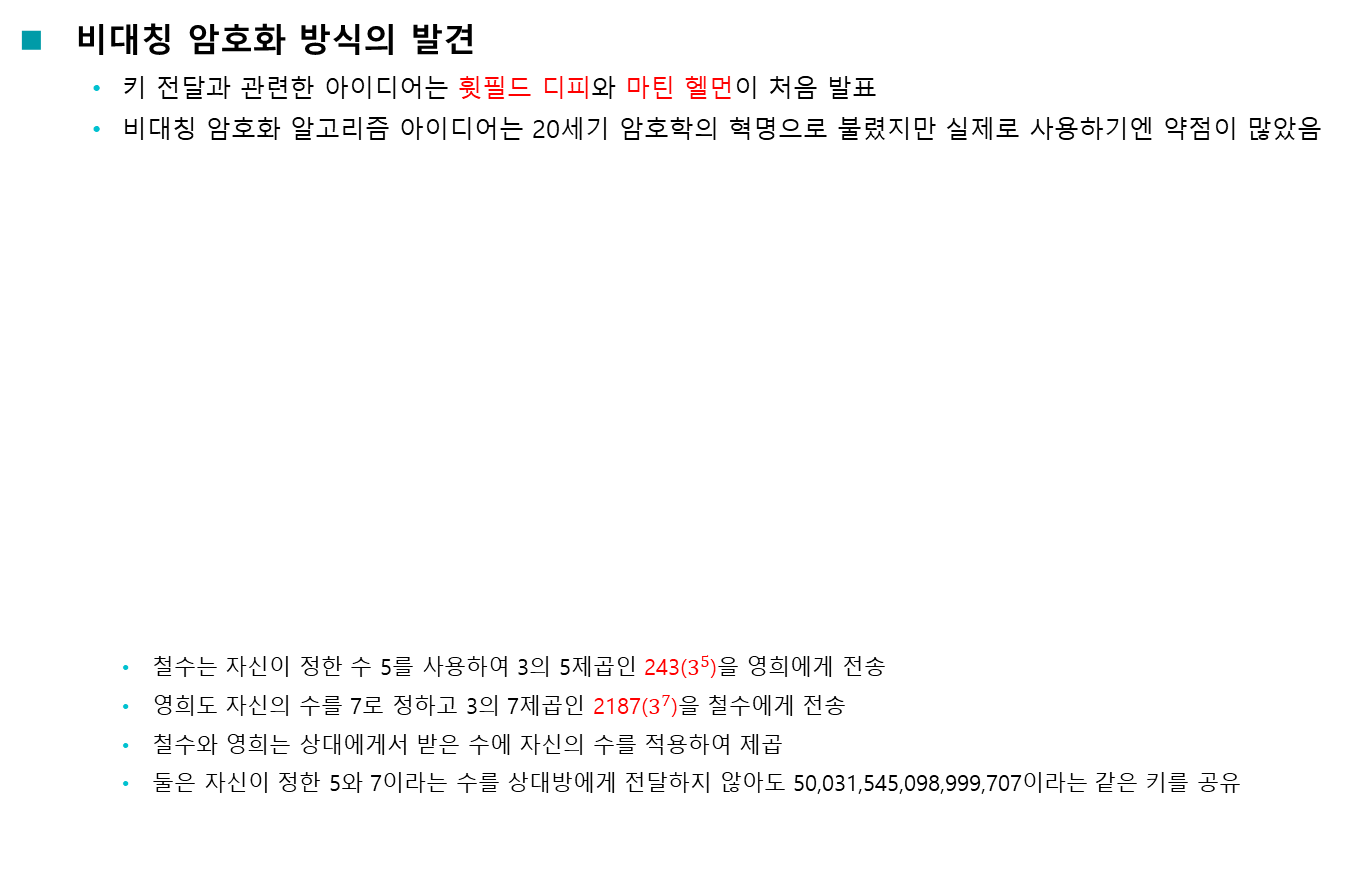 비대칭 암호화 방식의 발견
키 전달과 관련한 아이디어는 휫필드 디피와 마틴 헬먼이 처음 발표
비대칭 암호화 알고리즘 아이디어는 20세기 암호학의 혁명으로 불렸지만 실제로 사용하기엔 약점이 많았음
철수는 자신이 정한 수 5를 사용하여 3의 5제곱인 243(3⁵)을 영희에게 전송
영희도 자신의 수를 7로 정하고 3의 7제곱인 2187(3⁷)을 철수에게 전송
철수와 영희는 상대에게서 받은 수에 자신의 수를 적용하여 제곱
둘은 자신이 정한 5와 7이라는 수를 상대방에게 전달하지 않아도 50,031,545,098,999,707이라는 같은 키를 공유